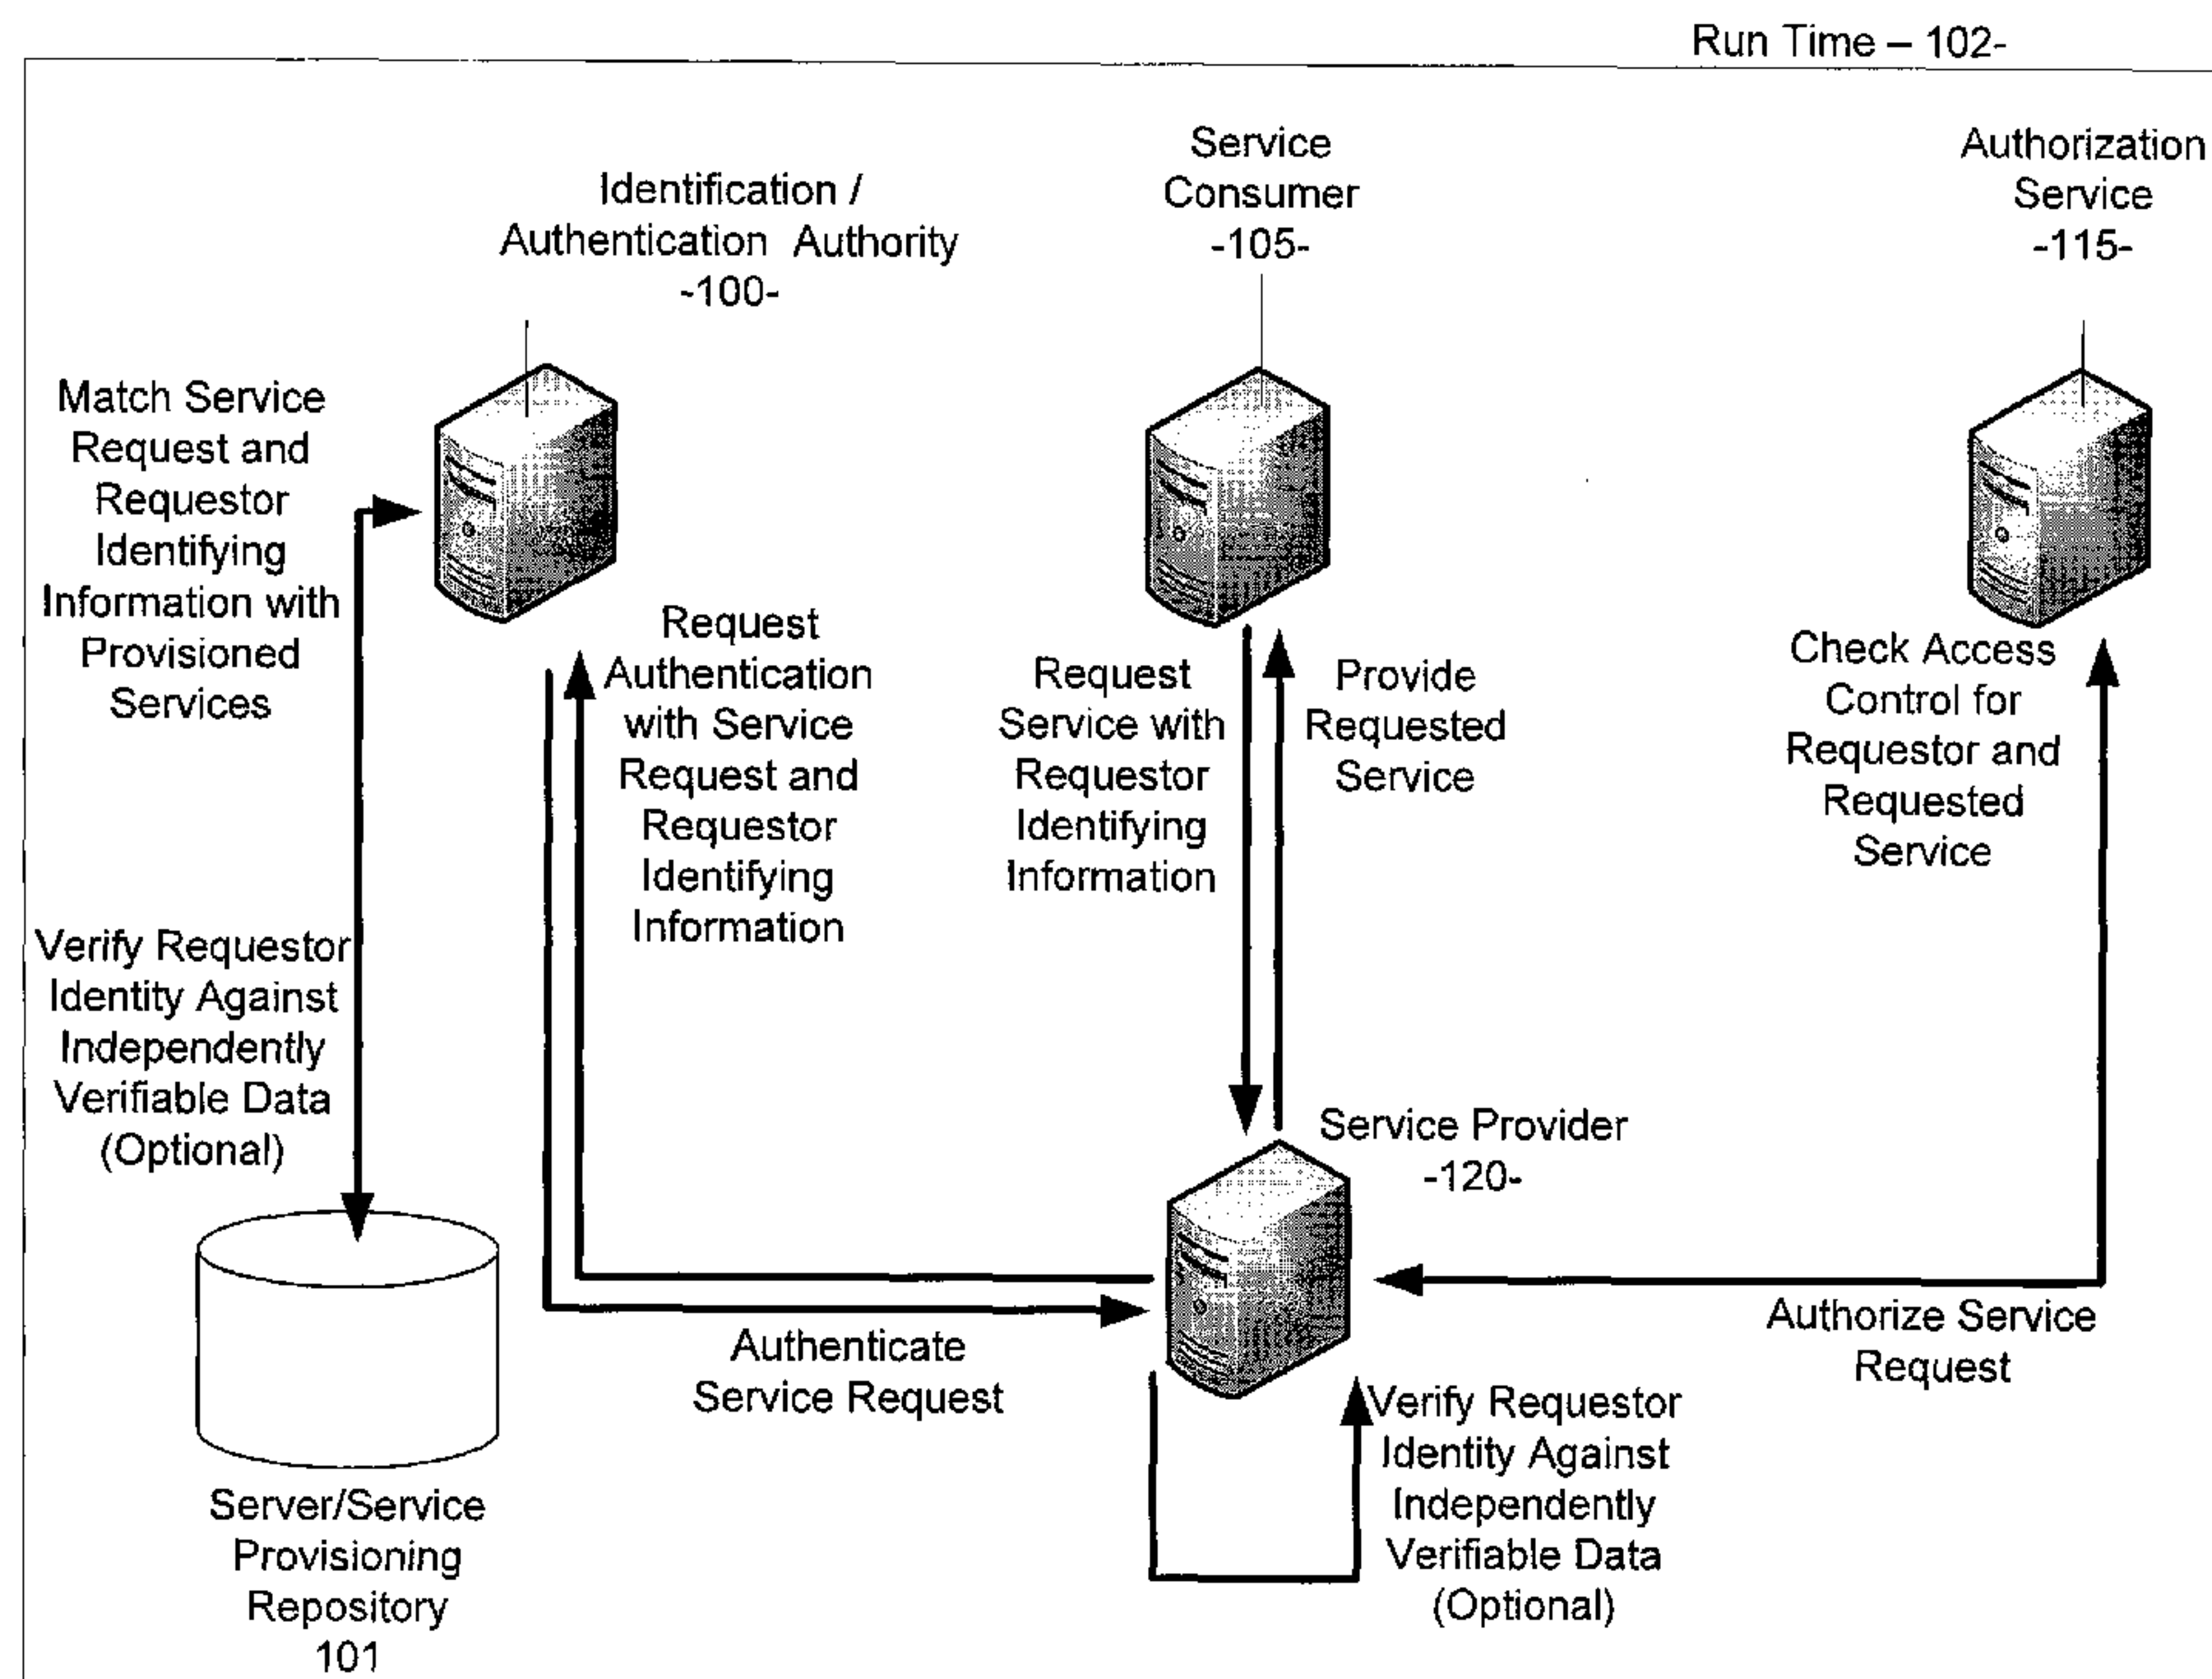 Run Time – 102-
Identification /
Authentication Authority
-100-
Service
Consumer
-105-
Authorization
Service
-115-
Match Service
Request and
Requestor
Identifying
Information with
Provisioned
Services
Request
Authentication
with Service
Request and
Requestor
Identifying
Information
Request
Service with
Requestor
Identifying
Information
Provide
Requested
Service
Check Access
Control for
Requestor and
Requested
Service
Verify Requestor
Identity Against
Independently
Verifiable Data
(Optional)
Service Provider
-120-
Authenticate
Service Request
Authorize Service
Request
Verify Requestor
Identity Against
Independently
Verifiable Data
(Optional)
Server/Service
Provisioning
Repository
101